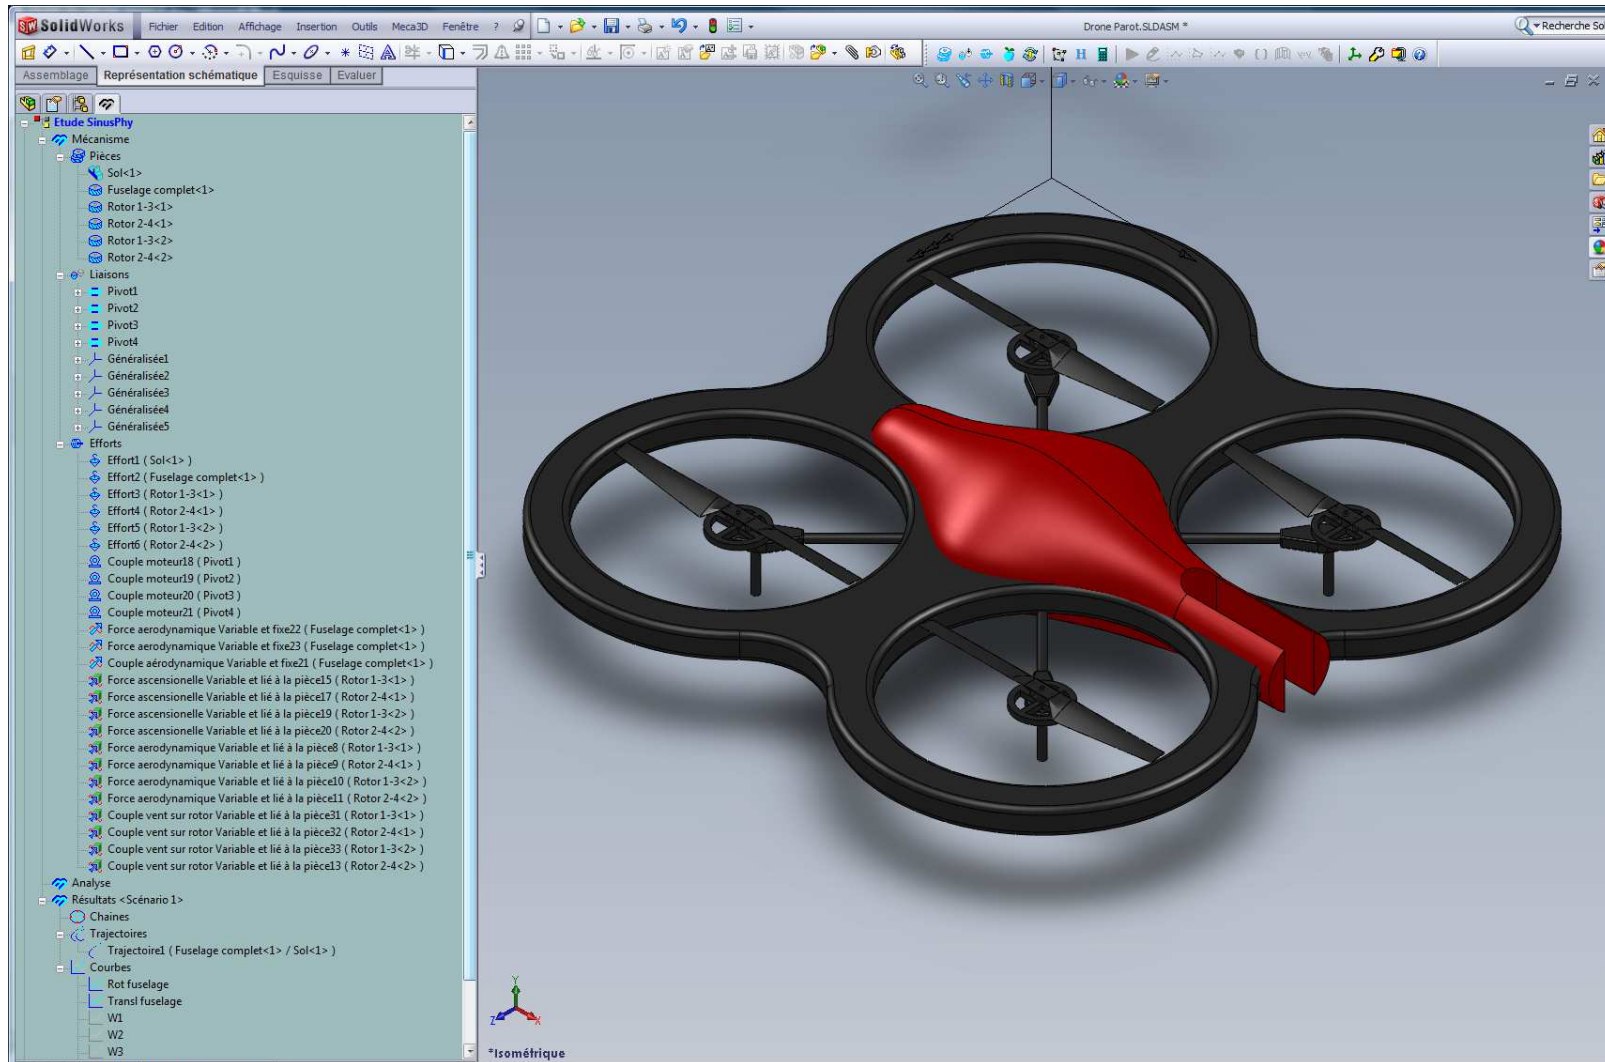 SolidWorks Fichier Edition Affichage Insertion Outils Meca3D Fenêtre ? Drone Parot.SLDASM * Recherche Sol
Assemblage Représentation schématique Esquisse Evaluer
Etude SinusPhy
Mécanisme
Pièces
Sol<1>
Fuselage complet<1>
Rotor 1-3<1>
Rotor 2-4<1>
Rotor 1-3<2>
Rotor 2-4<2>
Liaisons
Pivot1
Pivot2
Pivot3
Pivot4
Généralisée1
Généralisée2
Généralisée3
Généralisée4
Généralisée5
Efforts
Effort1 ( Sol<1> )
Effort2 ( Fuselage complet<1> )
Effort3 ( Rotor 1-3<1> )
Effort4 ( Rotor 2-4<1> )
Effort5 ( Rotor 1-3<2> )
Effort6 ( Rotor 2-4<2> )
Couple moteur18 ( Pivot1 )
Couple moteur19 ( Pivot2 )
Couple moteur20 ( Pivot3 )
Couple moteur21 ( Pivot4 )
Force aerodynamique Variable et fixe22 ( Fuselage complet<1> )
Force aerodynamique Variable et fixe23 ( Fuselage complet<1> )
Couple aérodynamique Variable et fixe21 ( Fuselage complet<1> )
Force ascensionelle Variable et lié à la pièce15 ( Rotor 1-3<1> )
Force ascensionelle Variable et lié à la pièce17 ( Rotor 2-4<1> )
Force ascensionelle Variable et lié à la pièce19 ( Rotor 1-3<2> )
Force ascensionelle Variable et lié à la pièce20 ( Rotor 2-4<2> )
Force aerodynamique Variable et lié à la pièce8 ( Rotor 1-3<1> )
Force aerodynamique Variable et lié à la pièce9 ( Rotor 2-4<1> )
Force aerodynamique Variable et lié à la pièce10 ( Rotor 1-3<2> )
Force aerodynamique Variable et lié à la pièce11 ( Rotor 2-4<2> )
Couple vent sur rotor Variable et lié à la pièce31 ( Rotor 1-3<1> )
Couple vent sur rotor Variable et lié à la pièce32 ( Rotor 2-4<1> )
Couple vent sur rotor Variable et lié à la pièce33 ( Rotor 1-3<2> )
Couple vent sur rotor Variable et lié à la pièce13 ( Rotor 2-4<2> )
Analyse
Résultats <Scénario 1>
Chaines
Trajectoires
Trajectoire1 ( Fuselage complet<1> / Sol<1> )
Courbes
Rot fuselage
Transl fuselage
W1
W2
W3
Y
Z X
*Isométrique